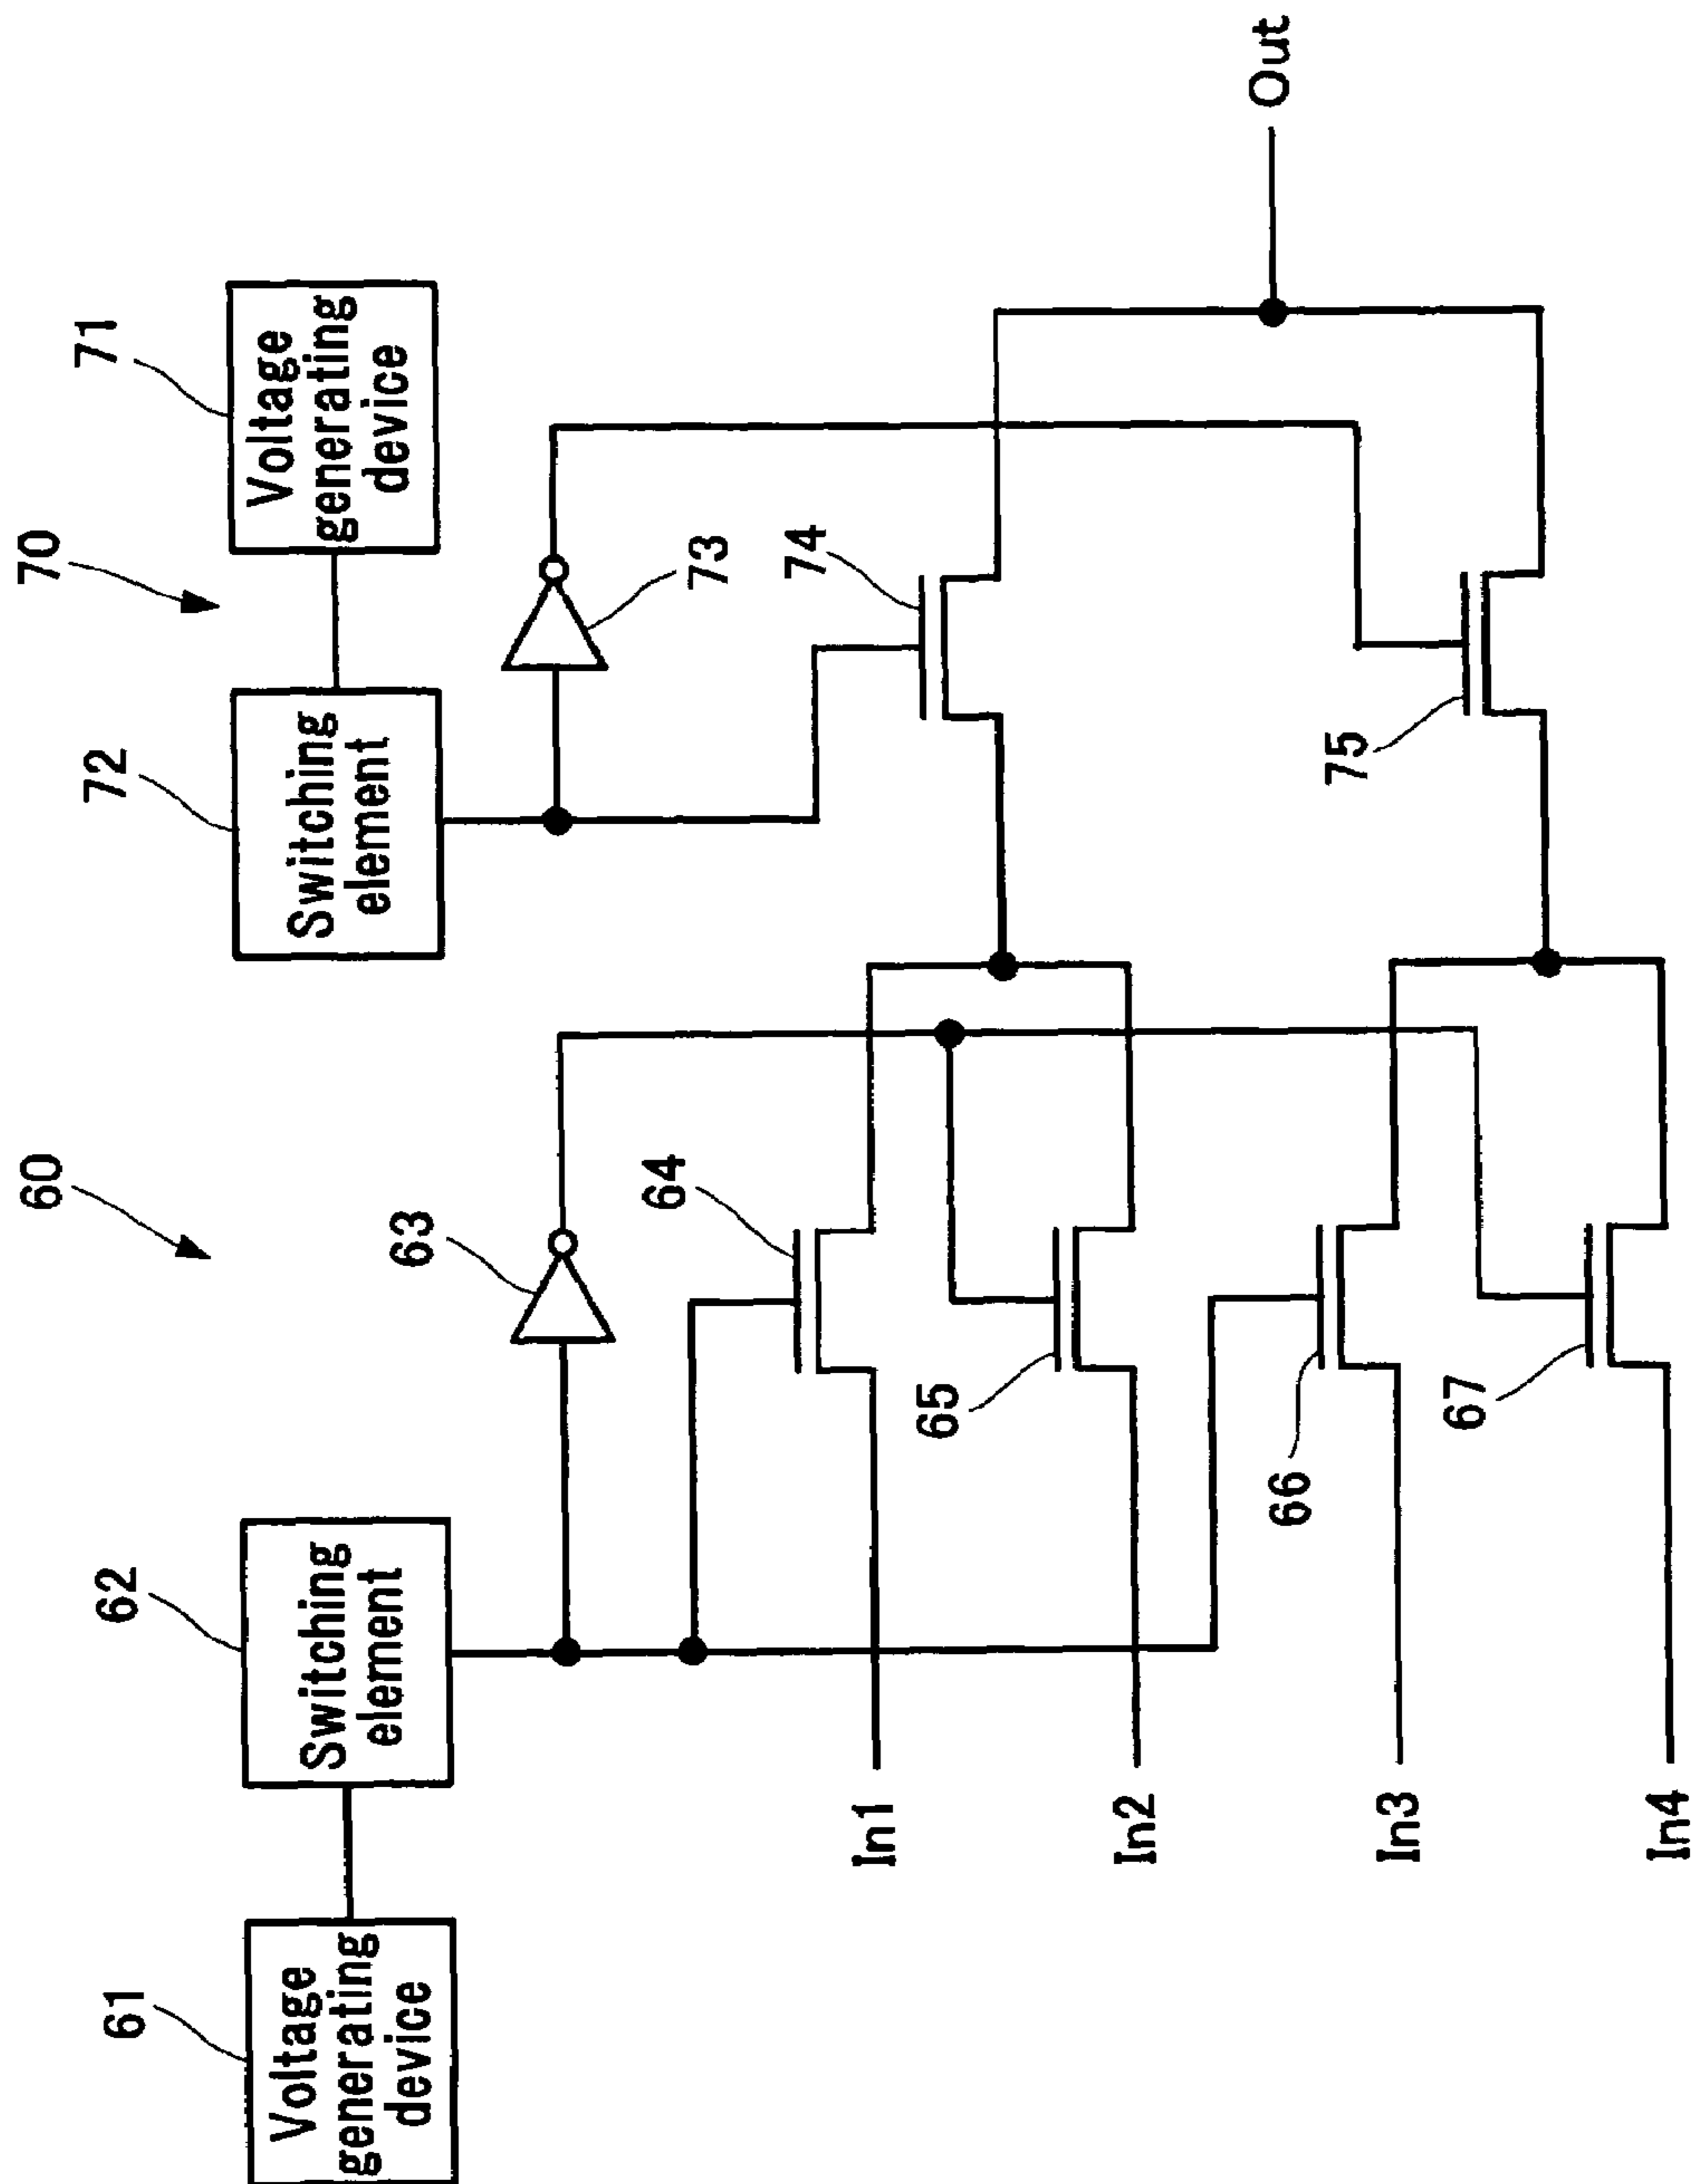 60
70
61
Voltage
generating
device
62
Switching
element
72
Switching
element
71
Voltage
generating
device
63
73
64
74
65
66
67
75
In1
In2
In3
In4
Out